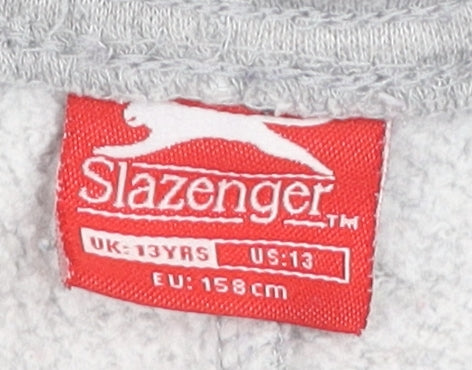 Slazenger™
UK: 13YRS US:13
EU: 158cm